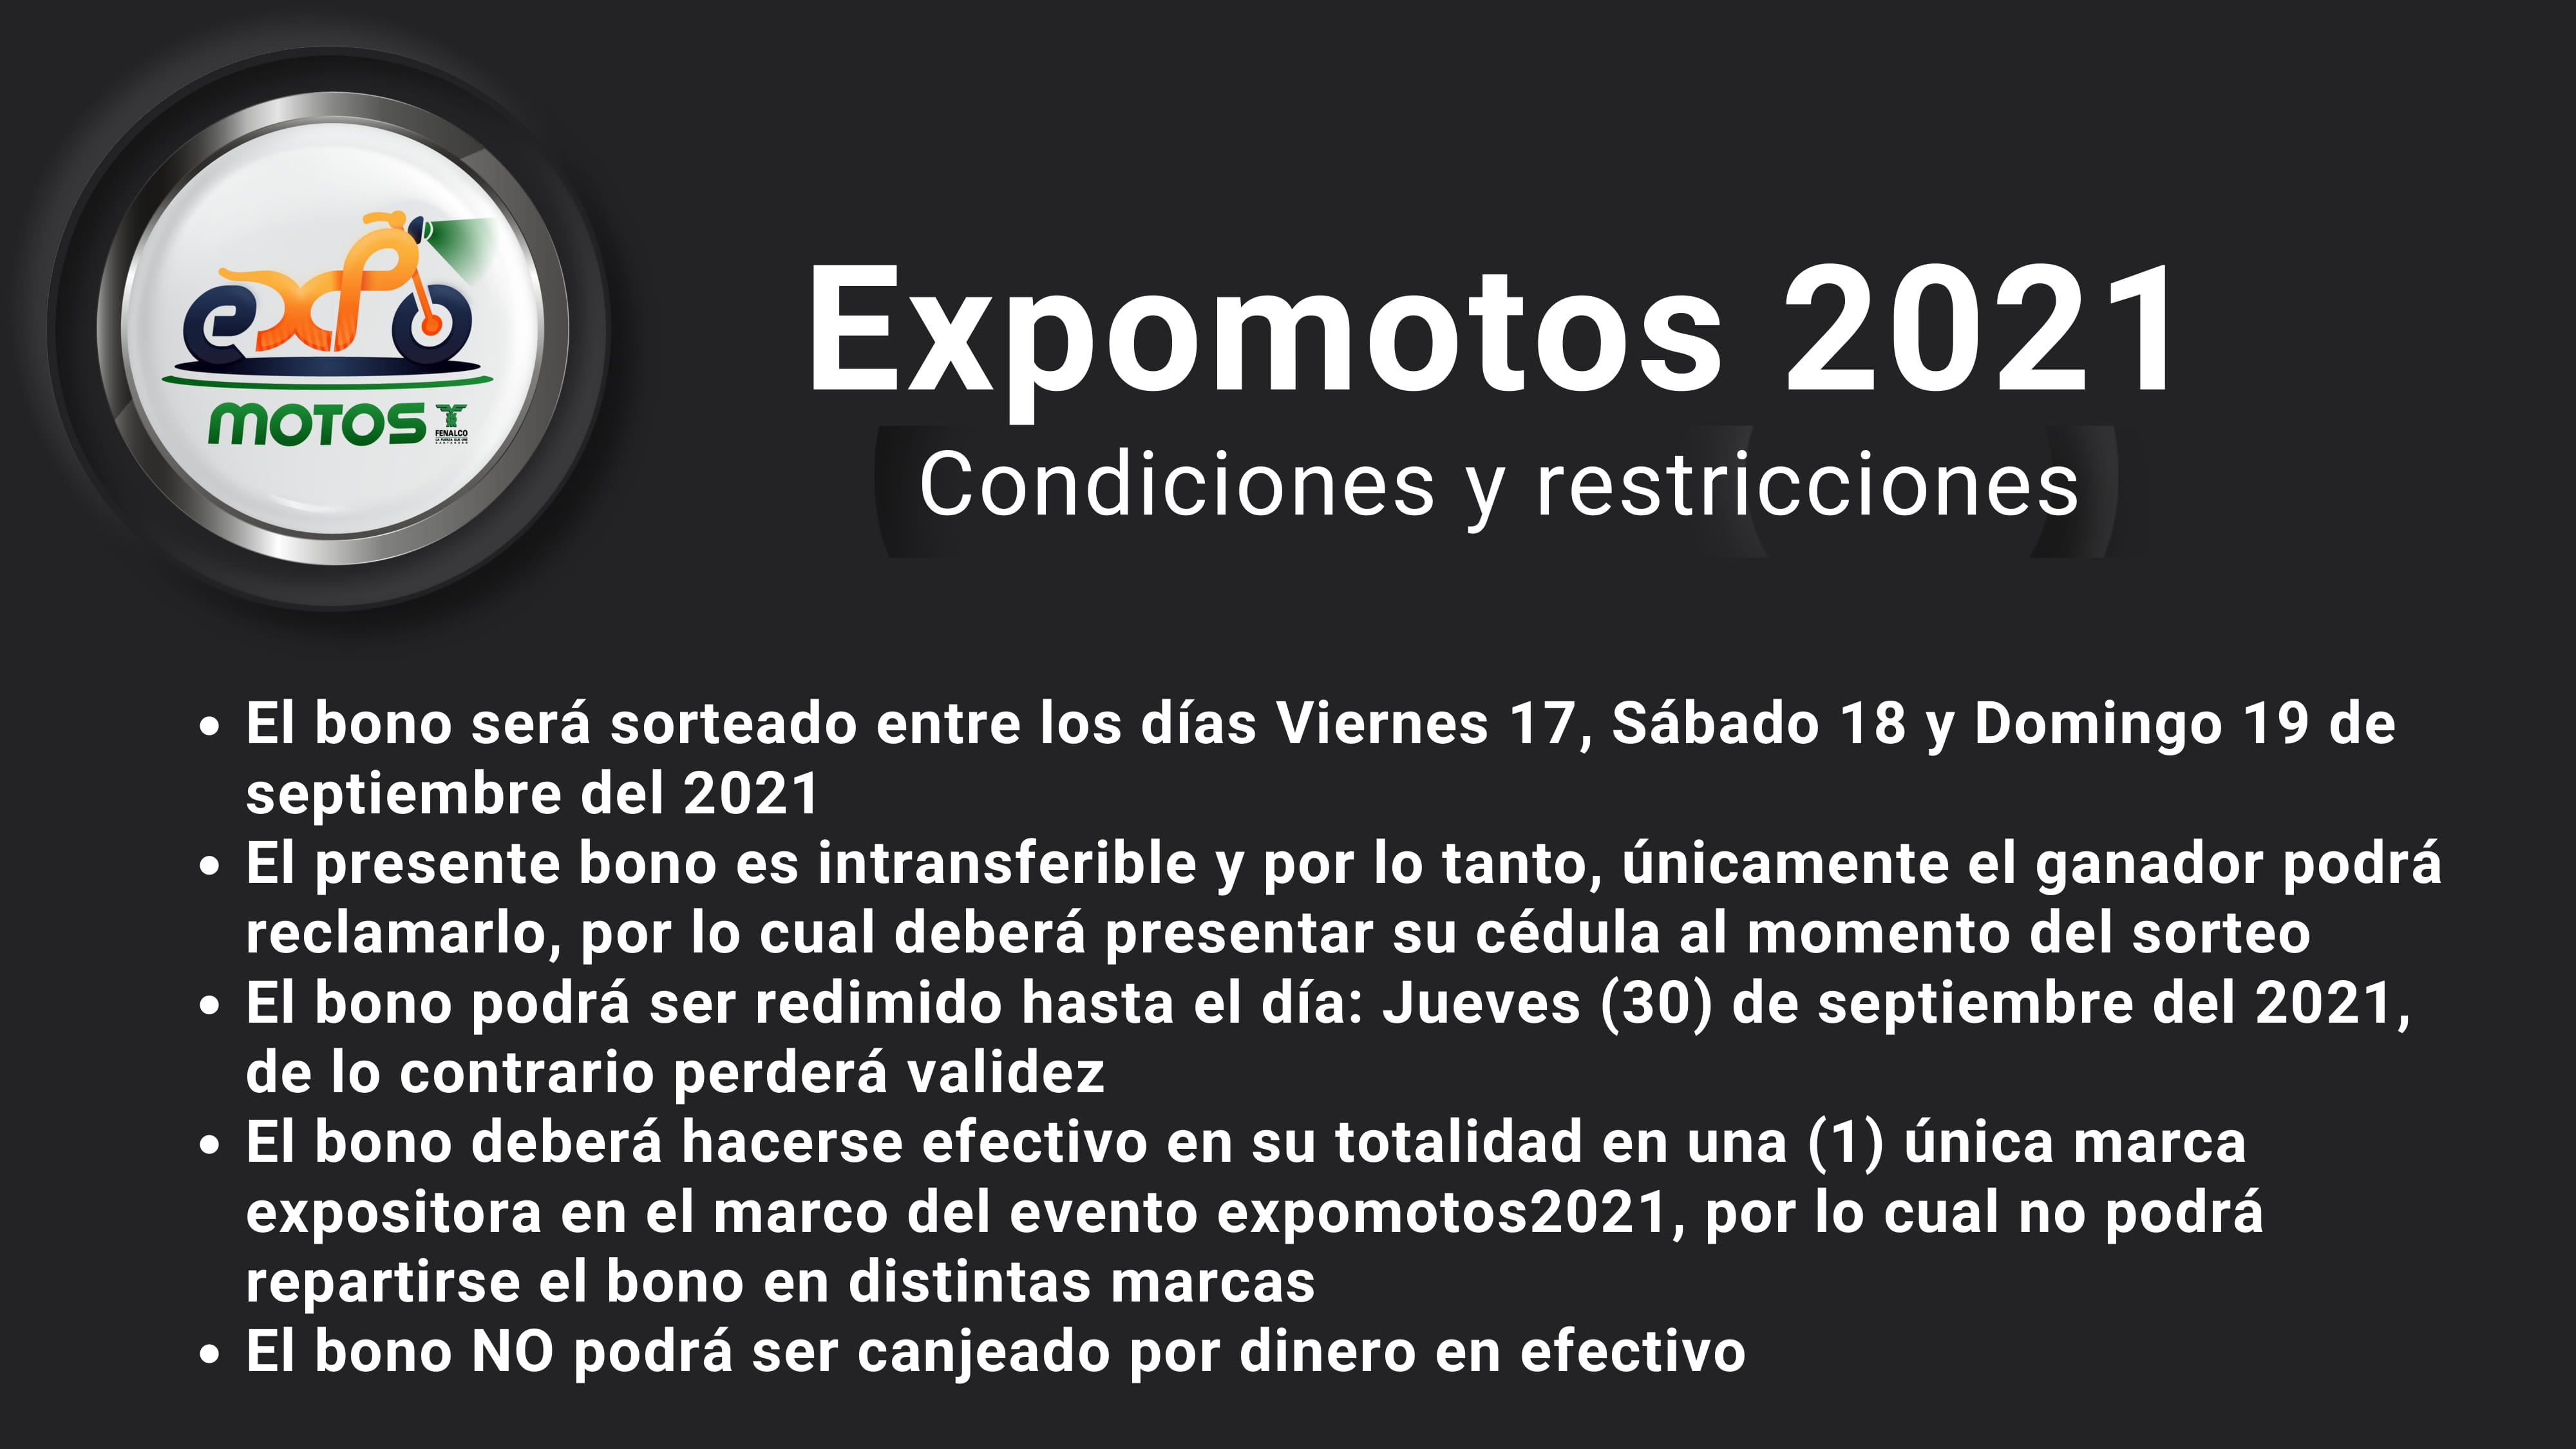 expo
MOTOS
FENALCO
LA FUERZA QUE UNE
SANTANDER
Expomotos 2021
Condiciones y restricciones
• El bono será sorteado entre los días Viernes 17, Sábado 18 y Domingo 19 de
septiembre del 2021
• El presente bono es intransferible y por lo tanto, únicamente el ganador podrá
reclamarlo, por lo cual deberá presentar su cédula al momento del sorteo
• El bono podrá ser redimido hasta el día: Jueves (30) de septiembre del 2021,
de lo contrario perderá validez
• El bono deberá hacerse efectivo en su totalidad en una (1) única marca
expositora en el marco del evento expomotos2021, por lo cual no podrá
repartirse el bono en distintas marcas
• El bono NO podrá ser canjeado por dinero en efectivo